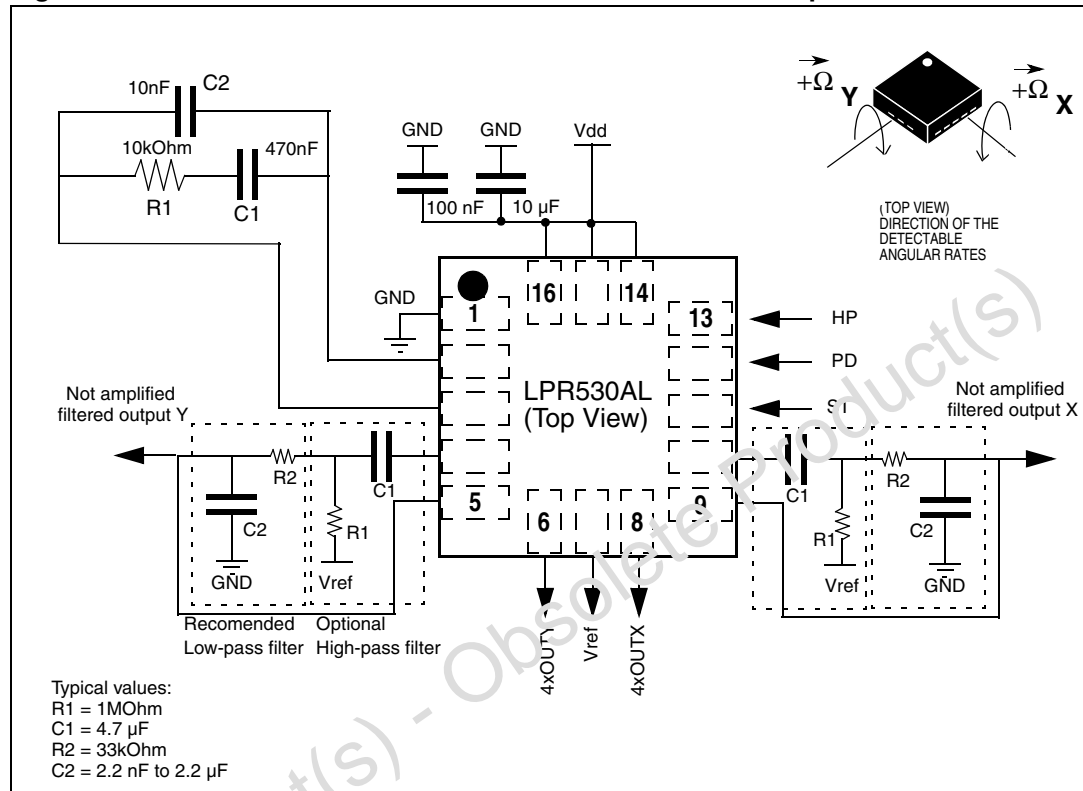 10nF C2
10kOhm 470nF
R1 C1
GND GND Vdd
100 nF 10 µF
+Ω Y +Ω X
(TOP VIEW)
DIRECTION OF THE
DETECTABLE
ANGULAR RATES
GND
1 16 14 13
HP
PD
LPR530AL
(Top View)
Not amplified
filtered output Y
Not amplified
filtered output X
R2 C1
C2 R1
GND Vref
5 6 8 9
C1 R2
R1 C2
Vref GND
Recomended
Low-pass filter
Optional
High-pass filter
4xOUTY
Vref
4xOUTX
Typical values:
R1 = 1MOhm
C1 = 4.7 µF
R2 = 33kOhm
C2 = 2.2 nF to 2.2 µF
t(s) - Obsolete Product(s)